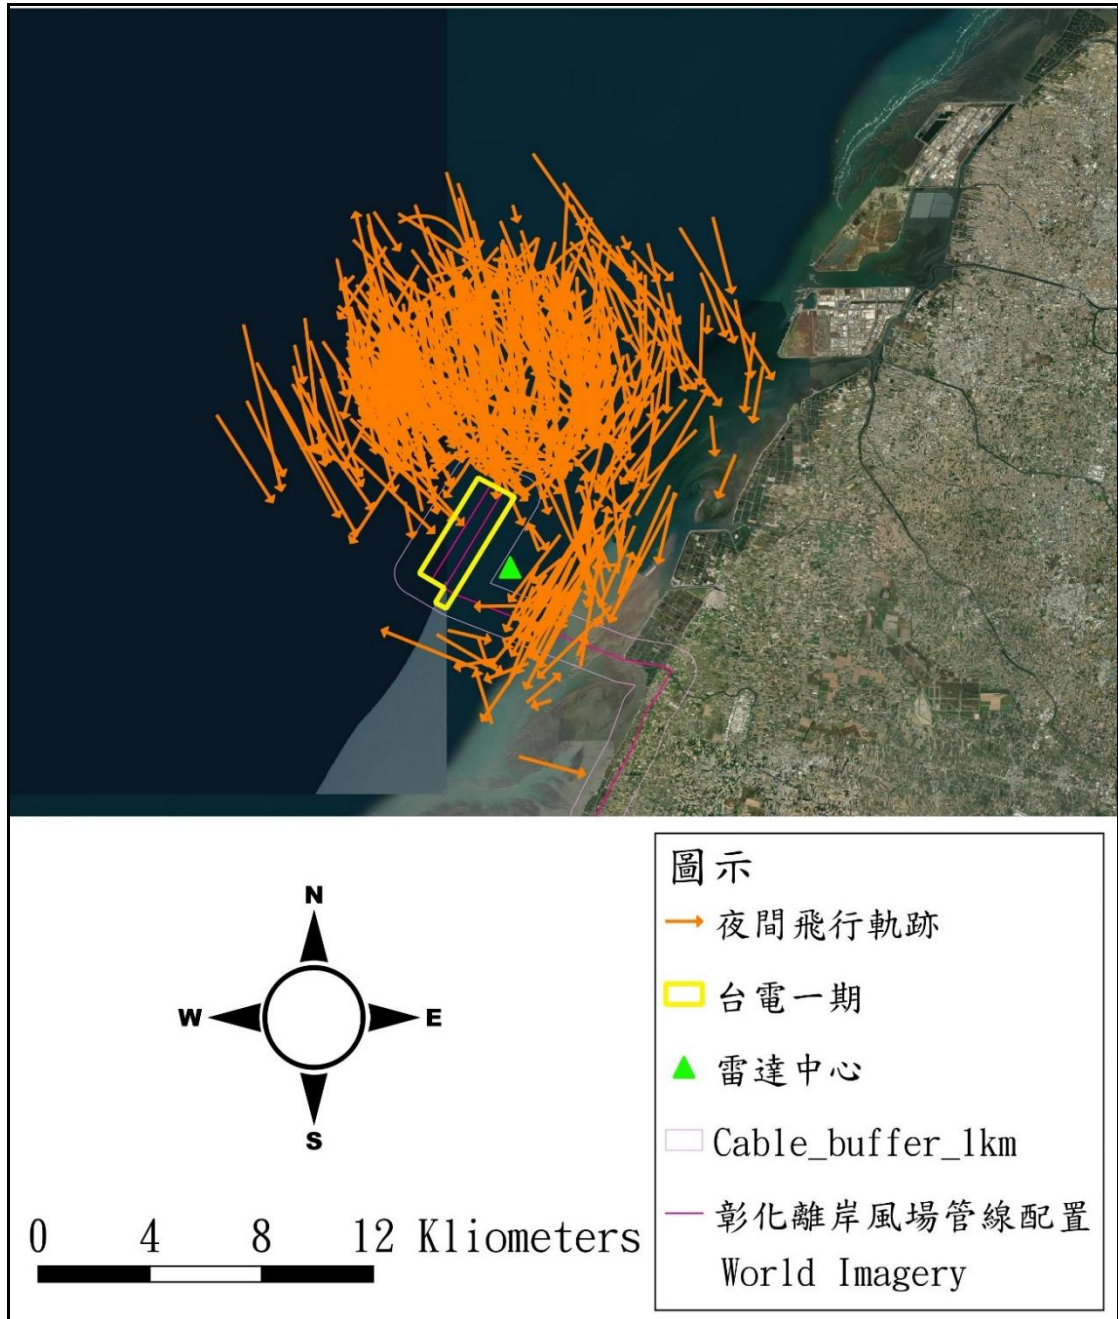 N
W
E
S
0 4 8 12 Kliometers
圖示
夜間飛行軌跡
台電一期
雷達中心
Cable_buffer_1km
彰化離岸風場管線配置
World Imagery